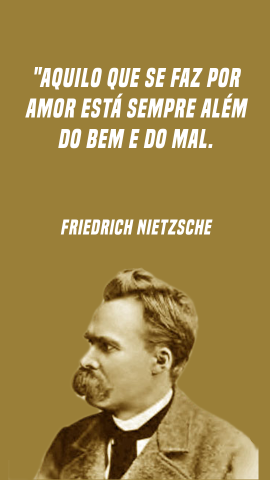 "AQUILO QUE SE FAZ POR
AMOR ESTÁ SEMPRE ALÉM
DO BEM E DO MAL.
FRIEDRICH NIETZSCHE